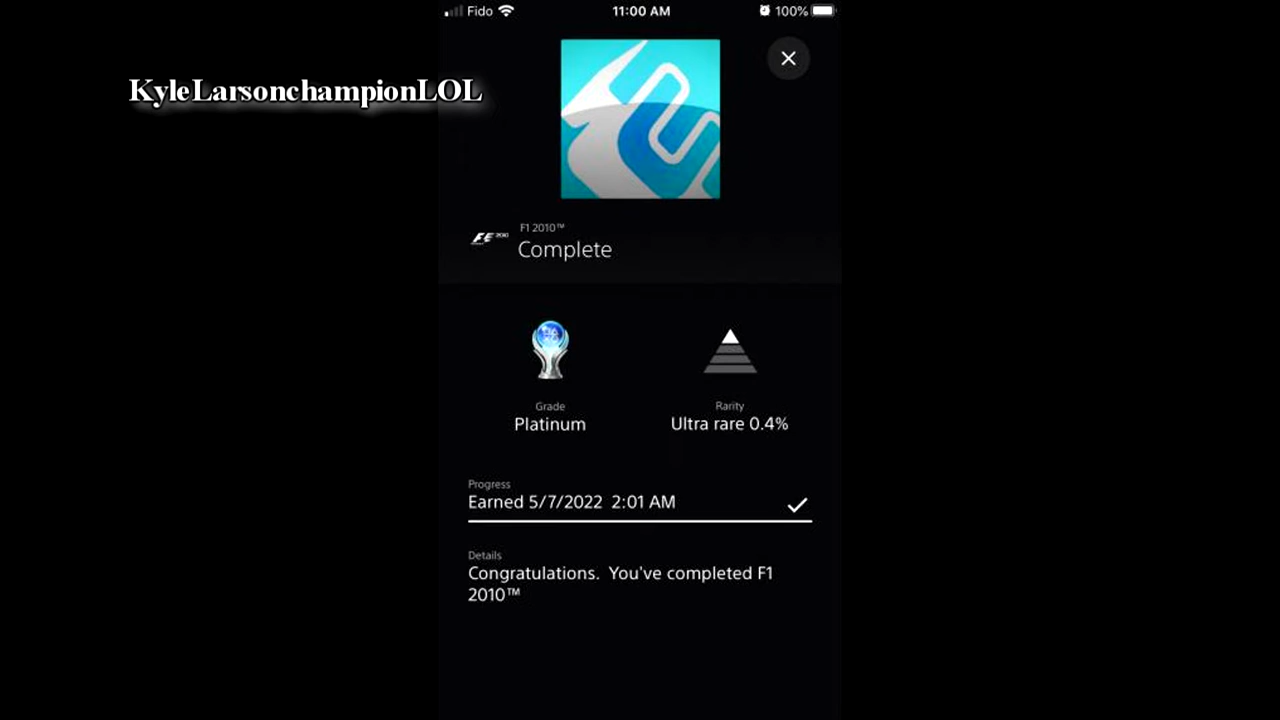 Fido 11:00 AM 100%
KyleLarsonchampionLOL
F1 2010™
Complete
Grade
Platinum
Rarity
Ultra rare 0.4%
Progress
Earned 5/7/2022 2:01 AM
Details
Congratulations. You've completed F1
2010™